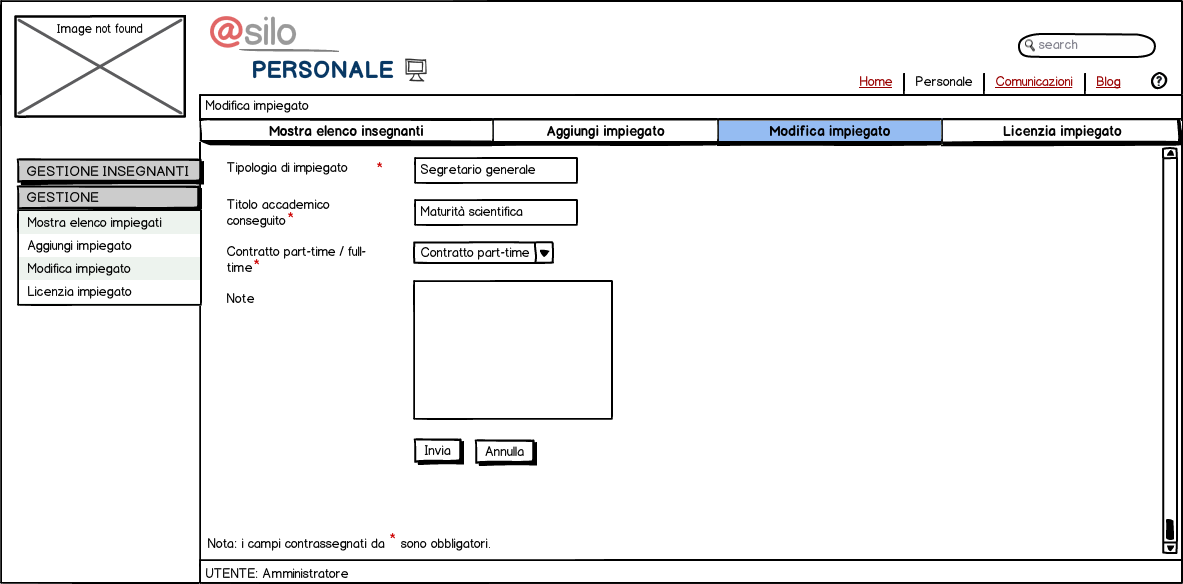 Image not found
@silo
PERSONALE
search
Home
Personale
Comunicazioni
Blog
?
Modifica impiegato
Mostra elenco insegnanti
Aggiungi impiegato
Modifica impiegato
Licenzia impiegato
GESTIONE INSEGNANTI
GESTIONE
Mostra elenco impiegati
Aggiungi impiegato
Modifica impiegato
Licenzia impiegato
Tipologia di impiegato *
Segretario generale
Titolo accademico
conseguito*
Maturità scientifica
Contratto part-time / full-
time*
Contratto part-time
Note
Invia
Annulla
Nota: i campi contrassegnati da * sono obbligatori.
UTENTE: Amministratore